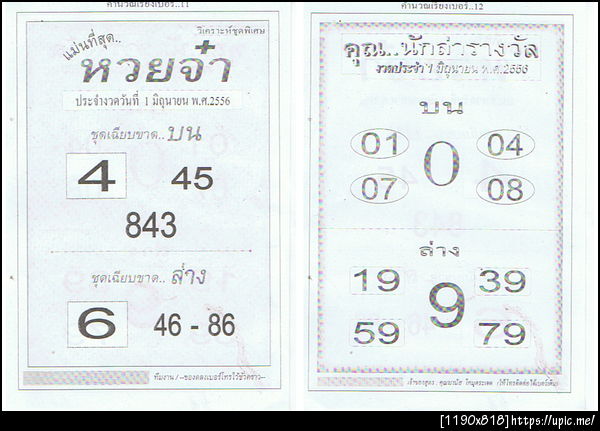 คำนวณเรียงเบอร์..11
วิเคราะห์ชุดพิเศษ
แม่นที่สุด..
หวยจ๋า
ประจำงวดวันที่ 1 มิถุนายน พ.ศ.2556
ชุดเฉียบขาด.. บน
4 45
843
ชุดเฉียบขาด.. ล่าง
6 46 - 86
ทีมงาน
คำนวณเรียงเบอร์..12
คุณ..นักล่ารางวัล
งวดประจำ 1 มิถุนายน พ.ศ.2556
บน
01 0 04
07 08
ล่าง
19 9 39
59 79
[1190x818]https://upic.me/